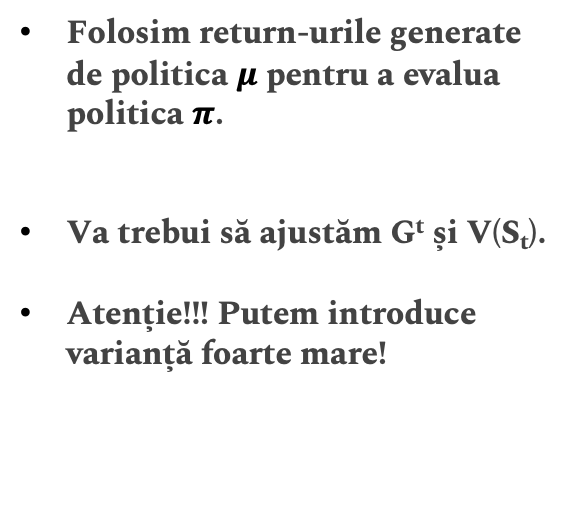 • Folosim return-urile generate
de politica μ pentru a evalua
politica π.
• Va trebui să ajustăm Gᵗ și V(Sₜ).
• Atenție!!! Putem introduce
varianță foarte mare!